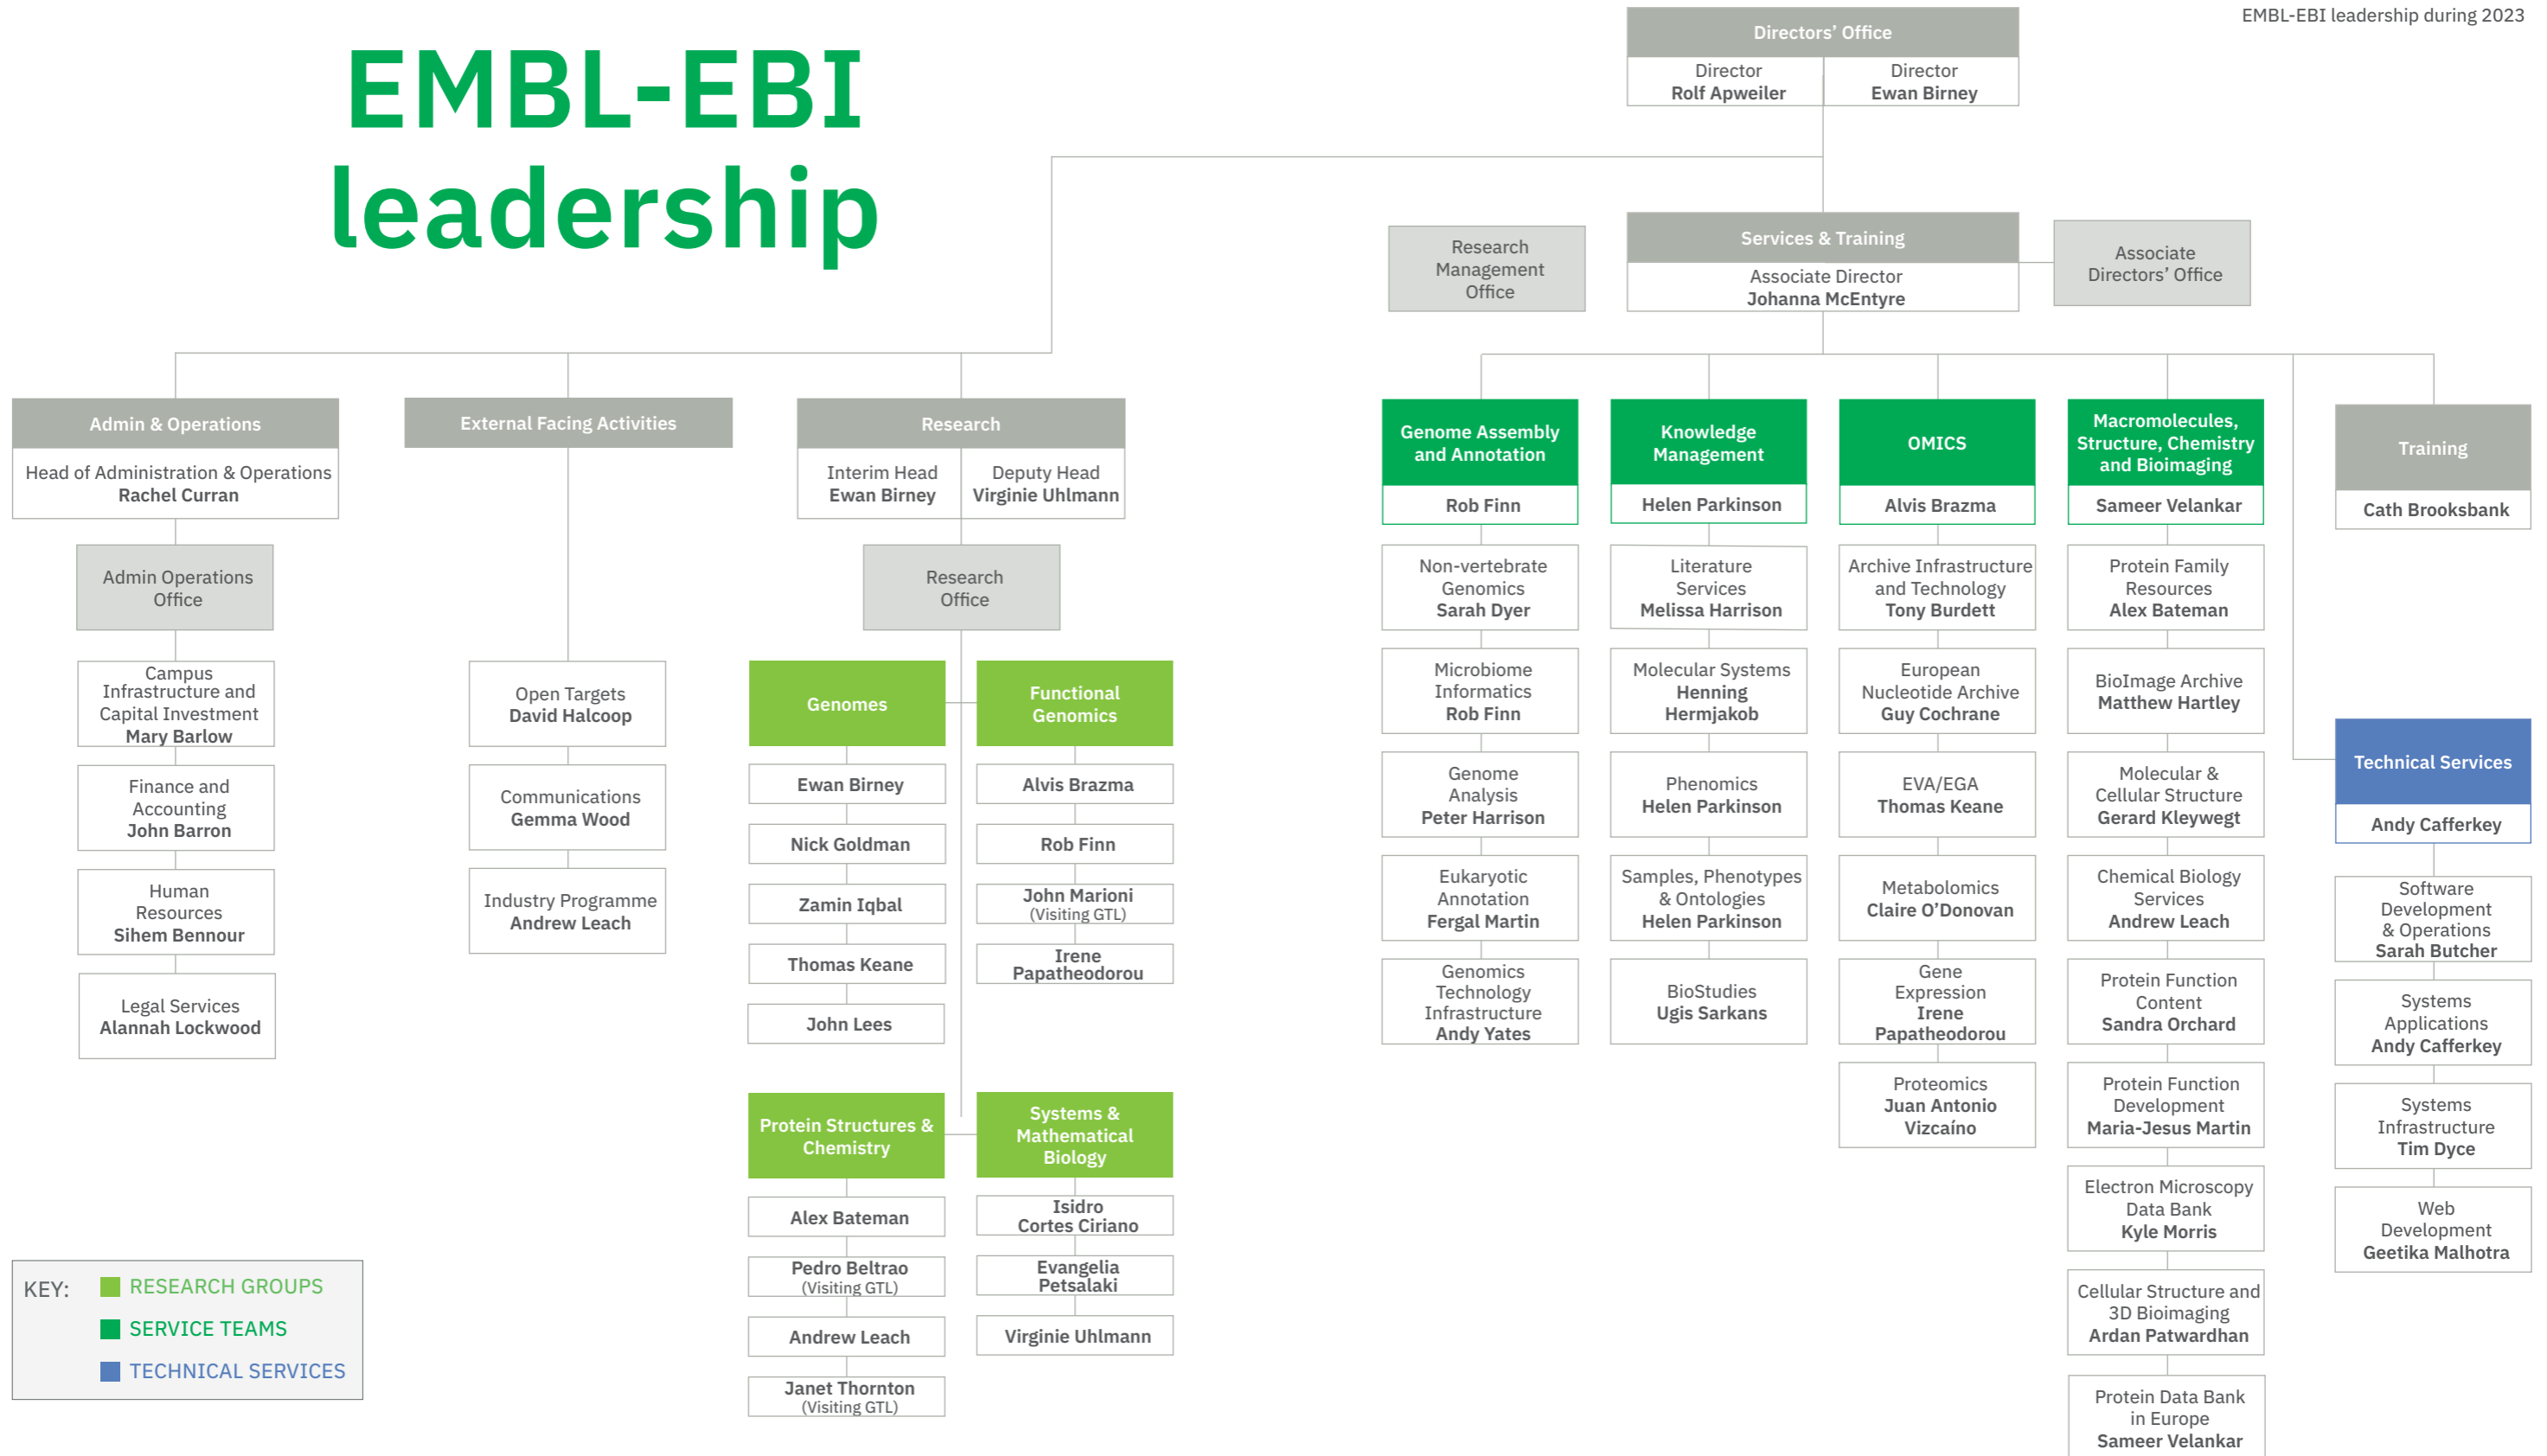 EMBL-EBI leadership during 2023
EMBL-EBI
leadership
Directors’ Office
Director
Rolf Apweiler
Director
Ewan Birney
Research
Management
Office
Services & Training
Associate Director
Johanna McEntyre
Associate
Directors’ Office
Admin & Operations
Head of Administration & Operations
Rachel Curran
Admin Operations
Office
Campus
Infrastructure and
Capital Investment
Mary Barlow
Finance and
Accounting
John Barron
Human
Resources
Sihem Bennour
Legal Services
Alannah Lockwood
External Facing Activities
Open Targets
David Halcoop
Communications
Gemma Wood
Industry Programme
Andrew Leach
Research
Interim Head
Ewan Birney
Deputy Head
Virginie Uhlmann
Research
Office
Genomes
Ewan Birney
Nick Goldman
Zamin Iqbal
Thomas Keane
John Lees
Functional
Genomics
Alvis Brazma
Rob Finn
John Marioni
(Visiting GTL)
Irene
Papatheodorou
Protein Structures &
Chemistry
Alex Bateman
Pedro Beltrao
(Visiting GTL)
Andrew Leach
Janet Thornton
(Visiting GTL)
Systems &
Mathematical
Biology
Isidro
Cortes Ciriano
Evangelia
Petsalaki
Virginie Uhlmann
Genome Assembly
and Annotation
Rob Finn
Non-vertebrate
Genomics
Sarah Dyer
Microbiome
Informatics
Rob Finn
Genome
Analysis
Peter Harrison
Eukaryotic
Annotation
Fergal Martin
Genomics
Technology
Infrastructure
Andy Yates
Knowledge
Management
Helen Parkinson
Literature
Services
Melissa Harrison
Molecular Systems
Henning
Hermjakob
Phenomics
Helen Parkinson
Samples, Phenotypes
& Ontologies
Helen Parkinson
BioStudies
Ugis Sarkans
OMICS
Alvis Brazma
Archive Infrastructure
and Technology
Tony Burdett
European
Nucleotide Archive
Guy Cochrane
EVA/EGA
Thomas Keane
Metabolomics
Claire O’Donovan
Gene
Expression
Irene
Papatheodorou
Proteomics
Juan Antonio
Vizcaíno
Macromolecules,
Structure, Chemistry
and Bioimaging
Sameer Velankar
Protein Family
Resources
Alex Bateman
BioImage Archive
Matthew Hartley
Molecular &
Cellular Structure
Gerard Kleywegt
Chemical Biology
Services
Andrew Leach
Protein Function
Content
Sandra Orchard
Protein Function
Development
Maria-Jesus Martin
Electron Microscopy
Data Bank
Kyle Morris
Cellular Structure and
3D Bioimaging
Ardan Patwardhan
Protein Data Bank
in Europe
Sameer Velankar
Training
Cath Brooksbank
Technical Services
Andy Cafferkey
Software
Development
& Operations
Sarah Butcher
Systems
Applications
Andy Cafferkey
Systems
Infrastructure
Tim Dyce
Web
Development
Geetika Malhotra
KEY:
RESEARCH GROUPS
SERVICE TEAMS
TECHNICAL SERVICES